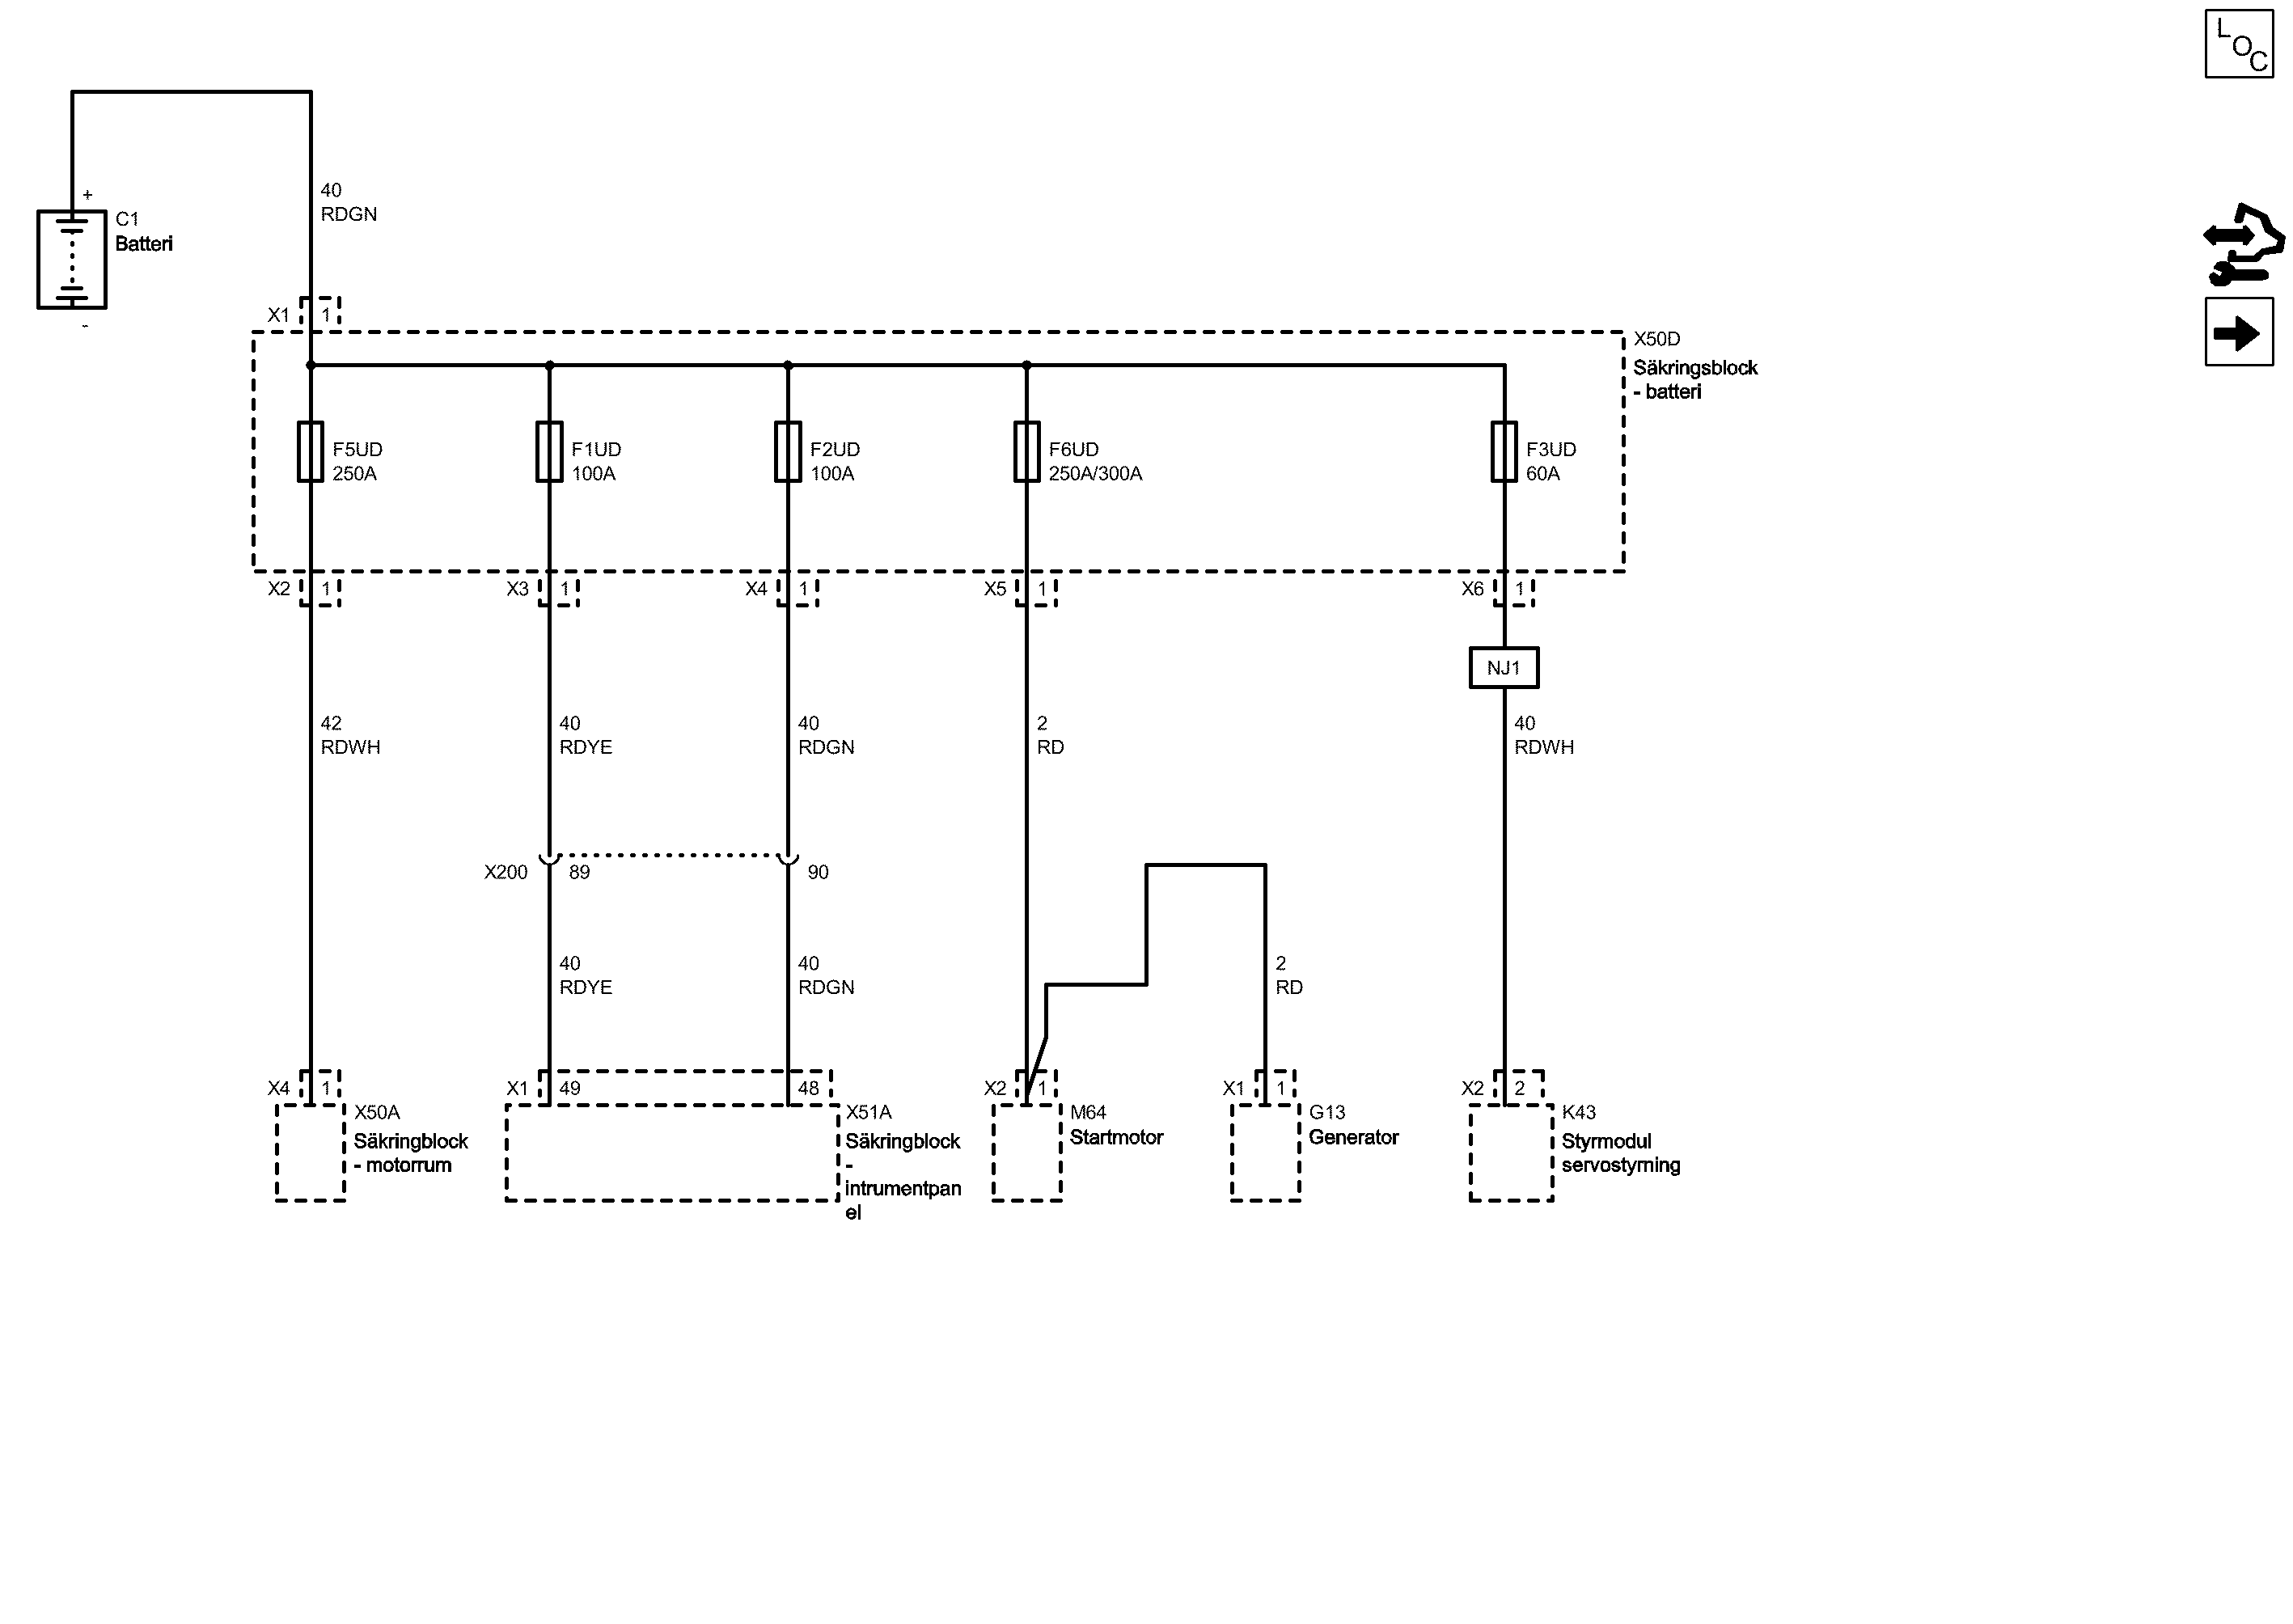 LOC
+
C1
Batteri
-
40
RDGN
X1 1
X50D
Säkringsblock
- batteri
F5UD
250A
F1UD
100A
F2UD
100A
F6UD
250A/300A
F3UD
60A
X2 1
X3 1
X4 1
X5 1
X6 1
NJ1
42
RDWH
40
RDYE
40
RDGN
2
RD
40
RDWH
X200 89
90
40
RDYE
40
RDGN
2
RD
X4 1
X50A
Säkringblock
- motorrum
X1 49
48
X51A
Säkringblock
-
intrumentpan
el
X2 1
M64
Startmotor
X1 1
G13
Generator
X2 2
K43
Styrmodul
servostyrning